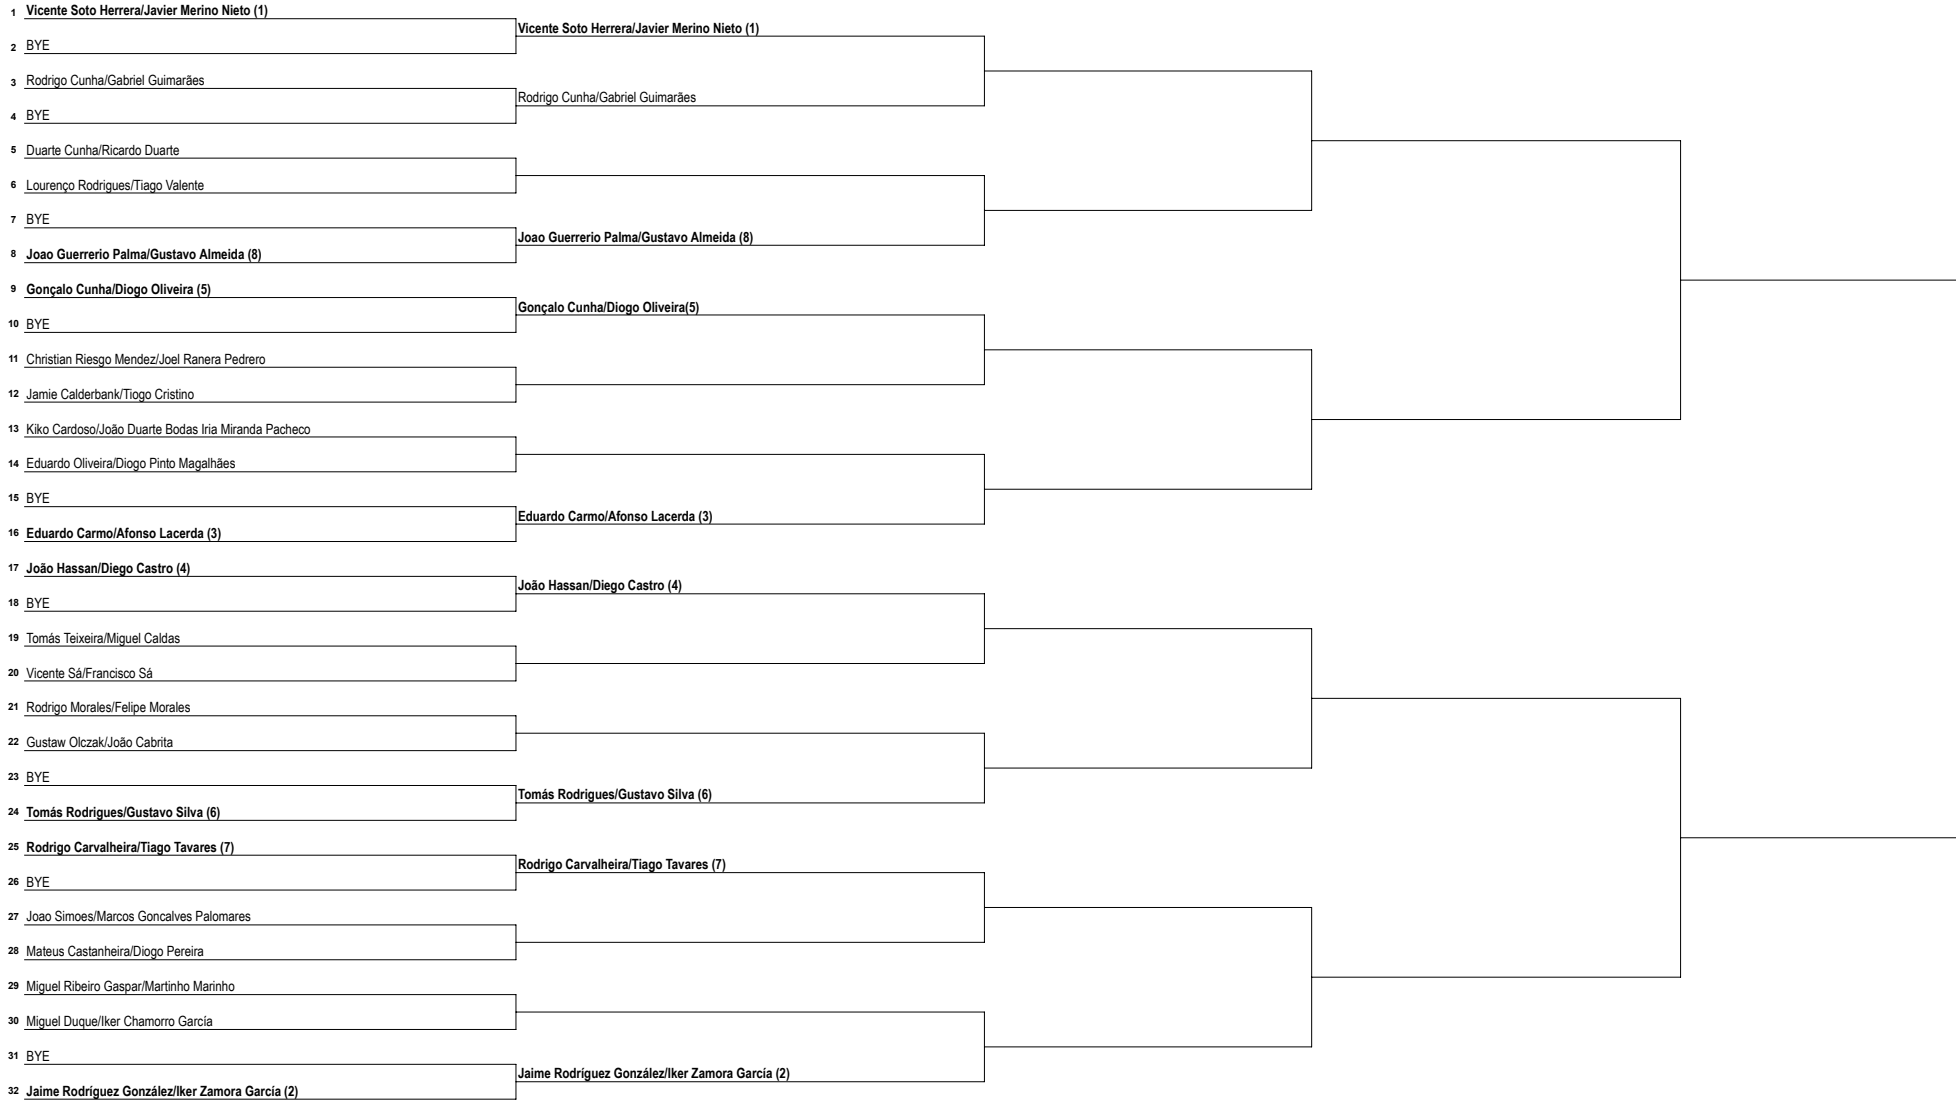 1 Vicente Soto Herrera/Javier Merino Nieto (1)
Vicente Soto Herrera/Javier Merino Nieto (1)
2 BYE
3 Rodrigo Cunha/Gabriel Guimarães
Rodrigo Cunha/Gabriel Guimarães
4 BYE
5 Duarte Cunha/Ricardo Duarte
6 Lourenço Rodrigues/Tiago Valente
7 BYE
Joao Guerrerio Palma/Gustavo Almeida (8)
8 Joao Guerrerio Palma/Gustavo Almeida (8)
9 Gonçalo Cunha/Diogo Oliveira (5)
Gonçalo Cunha/Diogo Oliveira(5)
10 BYE
11 Christian Riesgo Mendez/Joel Ranera Pedrero
12 Jamie Calderbank/Tiogo Cristino
13 Kiko Cardoso/João Duarte Bodas Iria Miranda Pacheco
14 Eduardo Oliveira/Diogo Pinto Magalhães
15 BYE
Eduardo Carmo/Afonso Lacerda (3)
16 Eduardo Carmo/Afonso Lacerda (3)
17 João Hassan/Diego Castro (4)
João Hassan/Diego Castro (4)
18 BYE
19 Tomás Teixeira/Miguel Caldas
20 Vicente Sá/Francisco Sá
21 Rodrigo Morales/Felipe Morales
22 Gustaw Olczak/João Cabrita
23 BYE
Tomás Rodrigues/Gustavo Silva (6)
24 Tomás Rodrigues/Gustavo Silva (6)
25 Rodrigo Carvalheira/Tiago Tavares (7)
Rodrigo Carvalheira/Tiago Tavares (7)
26 BYE
27 Joao Simoes/Marcos Goncalves Palomares
28 Mateus Castanheira/Diogo Pereira
29 Miguel Ribeiro Gaspar/Martinho Marinho
30 Miguel Duque/Iker Chamorro García
31 BYE
Jaime Rodríguez González/Iker Zamora García (2)
32 Jaime Rodríguez González/Iker Zamora García (2)